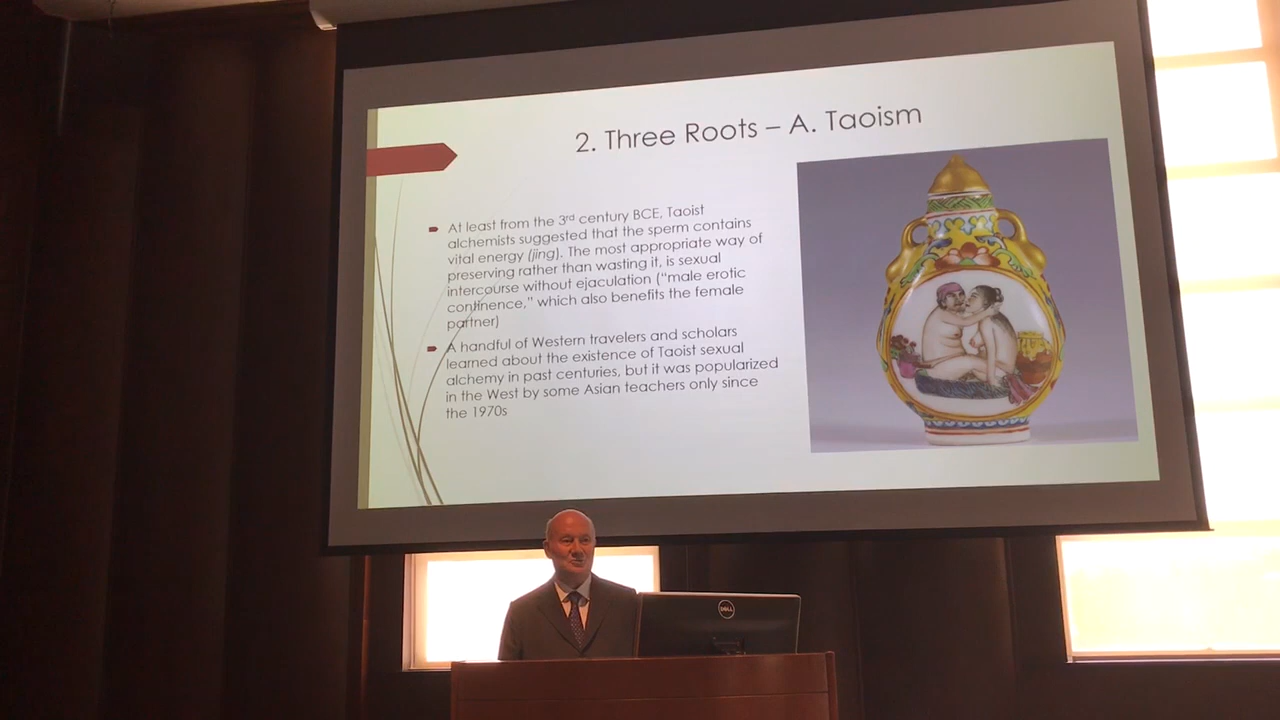 2. Three Roots – A. Taoism
At least from the 3rd century BCE, Taoist
alchemists suggested that the sperm contains
vital energy (jing). The most appropriate way of
preserving rather than wasting it, is sexual
intercourse without ejaculation (“male erotic
continence,” which also benefits the female
partner)
A handful of Western travelers and scholars
learned about the existence of Taoist sexual
alchemy in past centuries, but it was popularized
in the West by some Asian teachers only since
the 1970s
DELL